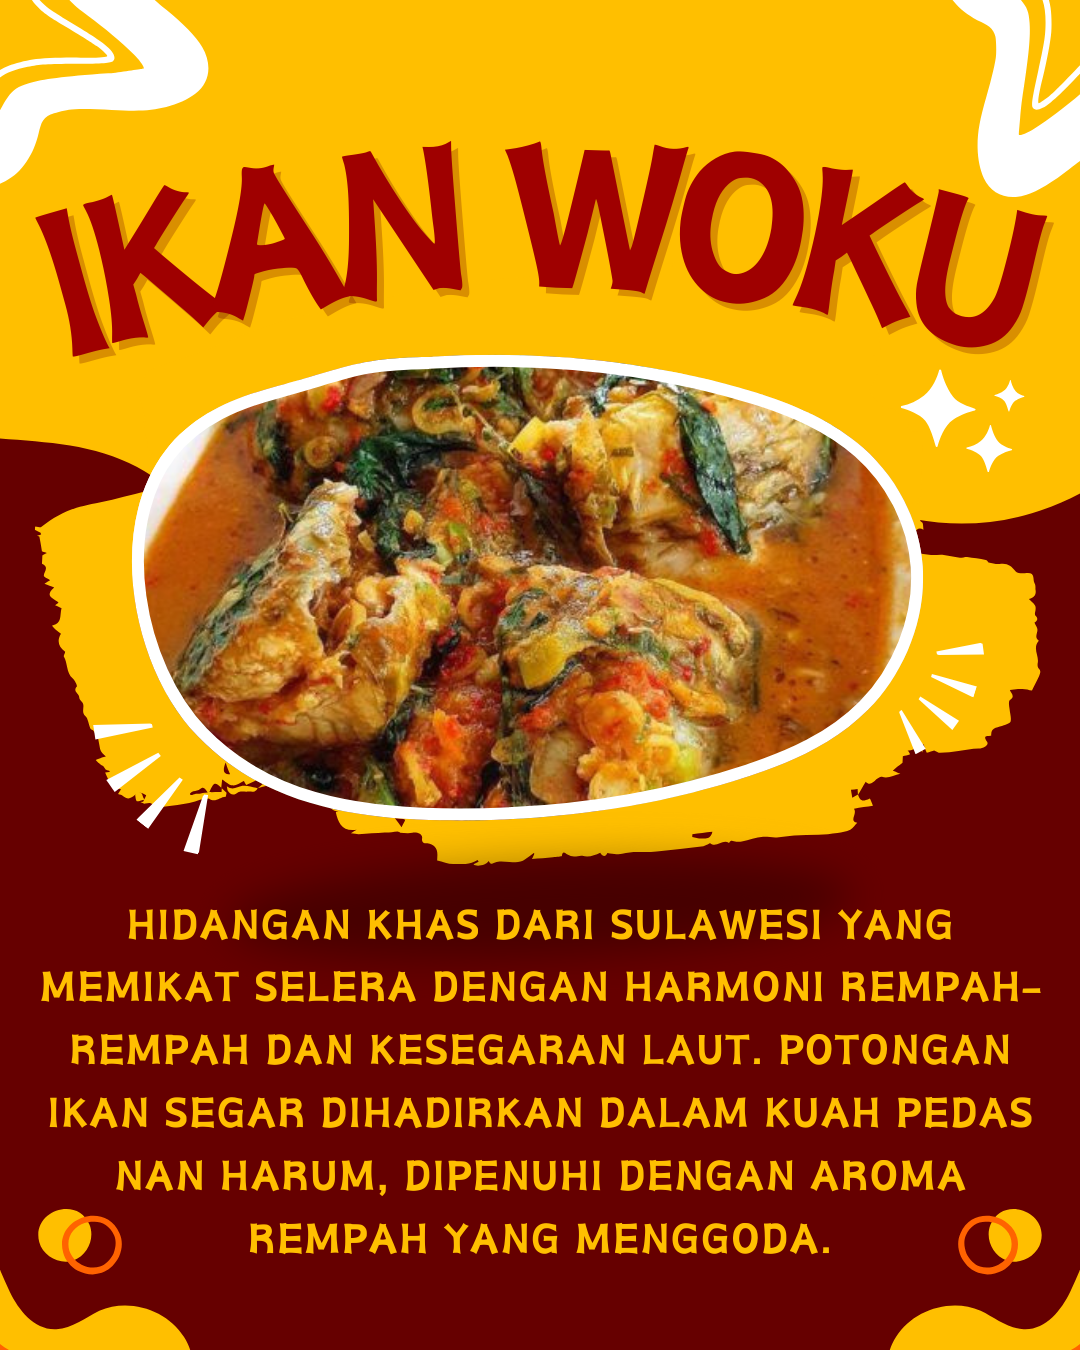 IKAN WOKU
HIDANGAN KHAS DARI SULAWESI YANG
MEMIKAT SELERA DENGAN HARMONI REMPAH-
REMPAH DAN KESEGARAN LAUT. POTONGAN
IKAN SEGAR DIHADIRKAN DALAM KUAH PEDAS
NAN HARUM, DIPENUHI DENGAN AROMA
REMPAH YANG MENGGODA.